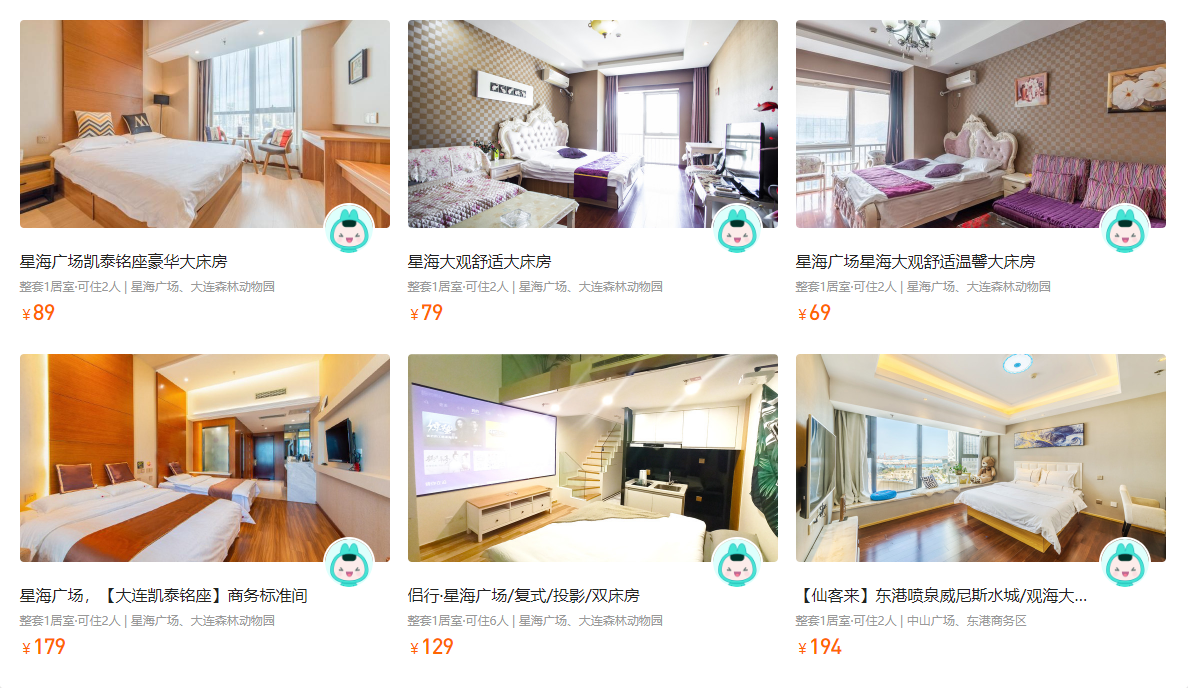 星海广场凯泰铭座豪华大床房
整套1居室·可住2人 | 星海广场、大连森林动物园
¥89
星海大观舒适大床房
整套1居室·可住2人 | 星海广场、大连森林动物园
¥79
星海广场星海大观舒适温馨大床房
整套1居室·可住2人 | 星海广场、大连森林动物园
¥69
星海广场，【大连凯泰铭座】商务标准间
整套1居室·可住2人 | 星海广场、大连森林动物园
¥179
侣行·星海广场/复式/投影/双床房
整套1居室·可住6人 | 星海广场、大连森林动物园
¥129
【仙客来】东港喷泉威尼斯水城/观海大...
整套1居室·可住2人 | 中山广场、东港商务区
¥194